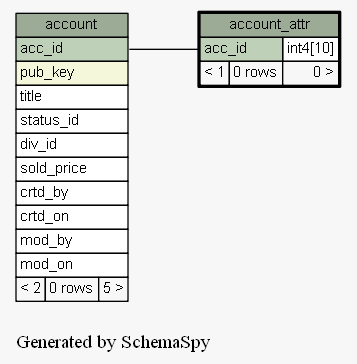 account
acc_id
pub_key
title
status_id
div_id
sold_price
crtd_by
crtd_on
mod_by
mod_on
< 2 0 rows 5 >
account_attr
acc_id int4[10]
< 1 0 rows 0 >
Generated by SchemaSpy